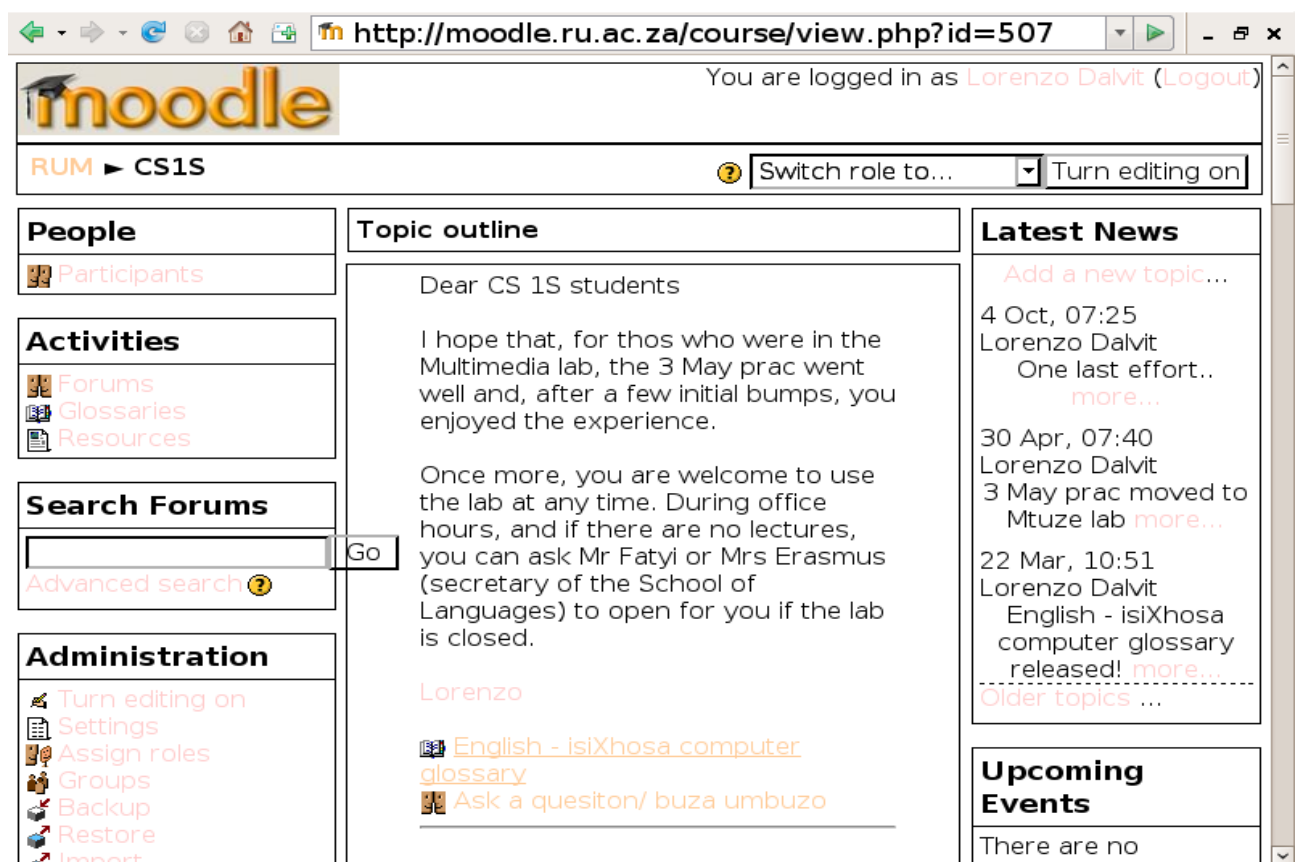 http://moodle.ru.ac.za/course/view.php?id=507
moodle
You are logged in as Lorenzo Dalvit (Logout)
RUM ► CS1S
Switch role to...
Turn editing on
People
Participants
Activities
Forums
Glossaries
Resources
Search Forums
Go
Advanced search
Administration
Turn editing on
Settings
Assign roles
Groups
Backup
Restore
Import
Topic outline
Dear CS 1S students
I hope that, for thos who were in the
Multimedia lab, the 3 May prac went
well and, after a few initial bumps, you
enjoyed the experience.
Once more, you are welcome to use
the lab at any time. During office
hours, and if there are no lectures,
you can ask Mr Fatyi or Mrs Erasmus
(secretary of the School of
Languages) to open for you if the lab
is closed.
Lorenzo
English - isiXhosa computer
glossary
Ask a quesiton/ buza umbuzo
Latest News
Add a new topic...
4 Oct, 07:25
Lorenzo Dalvit
One last effort..
more...
30 Apr, 07:40
Lorenzo Dalvit
3 May prac moved to
Mtuze lab more...
22 Mar, 10:51
Lorenzo Dalvit
English - isiXhosa
computer glossary
released! more...
Older topics ...
Upcoming
Events
There are no